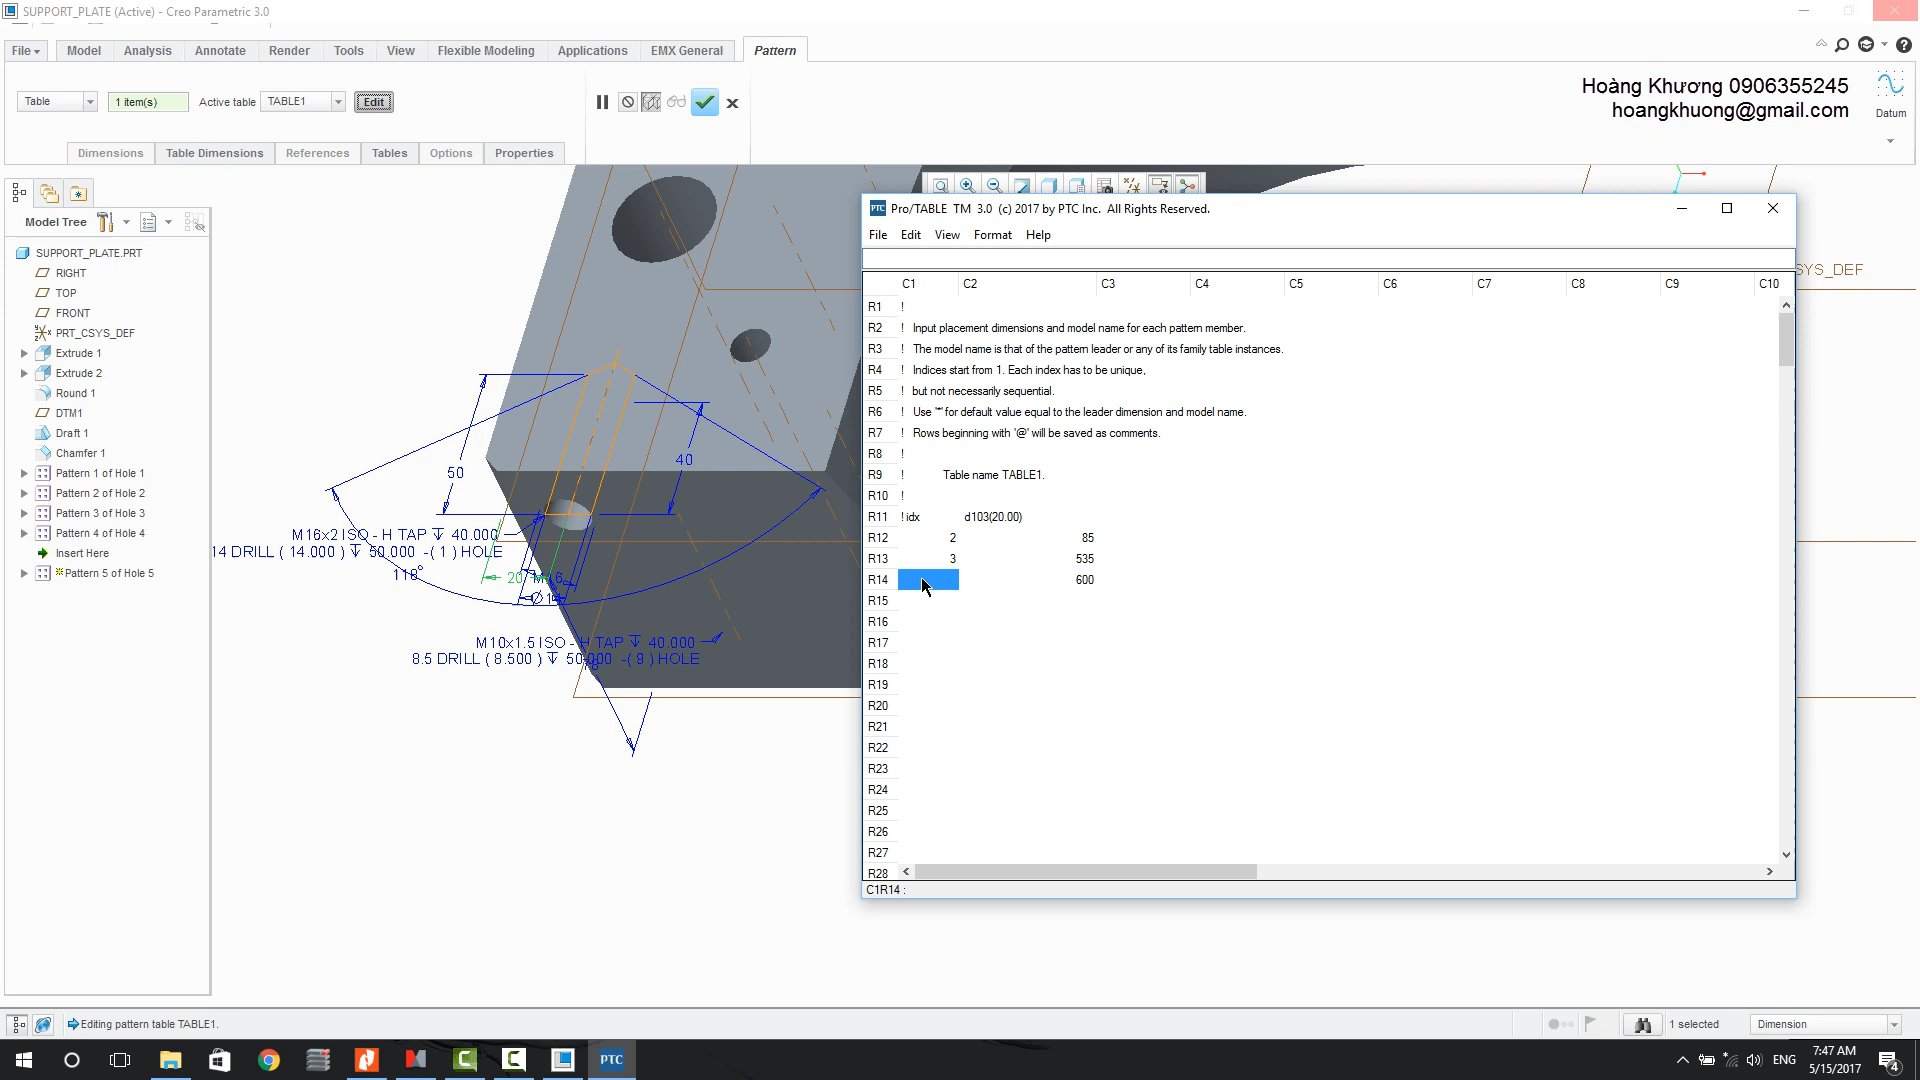 SUPPORT_PLATE (Active) - Creo Parametric 3.0
File Model Analysis Annotate Render Tools View Flexible Modeling Applications EMX General Pattern
Hoàng Khương 0906355245
hoangkhuong@gmail.com
Datum
Table 1 item(s) Active table TABLE1 Edit
Dimensions Table Dimensions References Tables Options Properties
Model Tree
SUPPORT_PLATE.PRT
RIGHT
TOP
FRONT
PRT_CSYS_DEF
Extrude 1
Extrude 2
Round 1
DTM1
Draft 1
Chamfer 1
Pattern 1 of Hole 1
Pattern 2 of Hole 2
Pattern 3 of Hole 3
Pattern 4 of Hole 4
Insert Here
Pattern 5 of Hole 5
50
40
M16x2 ISO - H TAP ↧ 40.000
14 DRILL ( 14.000 ) ↧ 50.000 -( 1 ) HOLE
118°
20
M10x1.5 ISO - H TAP ↧ 40.000
8.5 DRILL ( 8.500 ) ↧ 50.000 -( 9 ) HOLE
SYS_DEF
PTC Pro/TABLE TM 3.0 (c) 2017 by PTC Inc. All Rights Reserved.
File Edit View Format Help
C1 C2 C3 C4 C5 C6 C7 C8 C9 C10
R1 !
R2 ! Input placement dimensions and model name for each pattern member.
R3 ! The model name is that of the pattern leader or any of its family table instances.
R4 ! Indices start from 1. Each index has to be unique,
R5 ! but not necessarily sequential.
R6 ! Use '*' for default value equal to the leader dimension and model name.
R7 ! Rows beginning with '@' will be saved as comments.
R8 !
R9 ! Table name TABLE1.
R10 !
R11 ! idx d103(20.00)
R12 2 85
R13 3 535
R14 600
R15
R16
R17
R18
R19
R20
R21
R22
R23
R24
R25
R26
R27
R28
C1R14 :
Editing pattern table TABLE1.
1 selected
Dimension
PTC
ENG
7:47 AM
5/15/2017
4